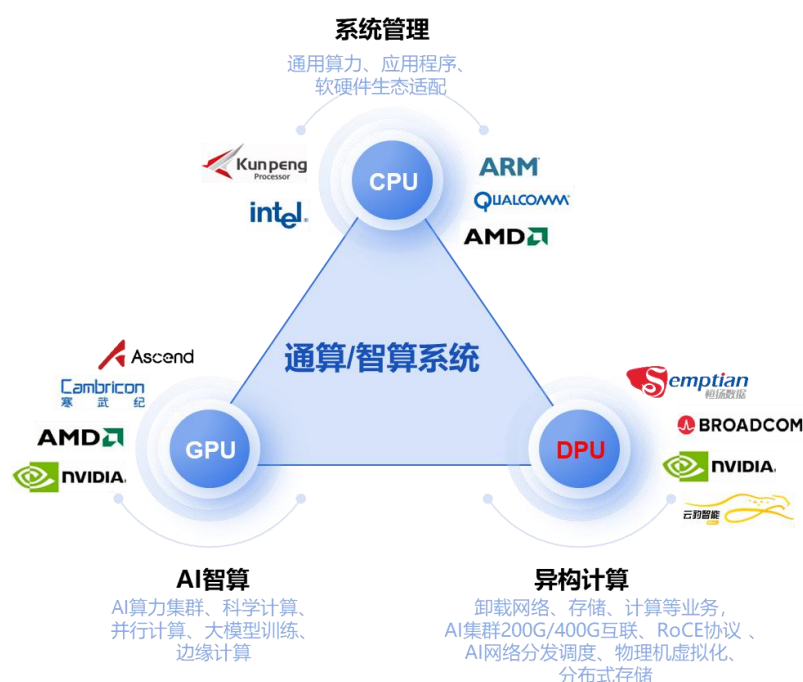 系统管理
通用算力、应用程序、
软硬件生态适配
Kunpeng
Processor
intel
CPU
ARM
QUALCOMM
AMD
通算/智算系统
Ascend
Cambricon
寒 武 纪
AMD
NVIDIA
GPU
DPU
Semptian
恒扬数据
BROADCOM
NVIDIA
云豹智能
AI智算
AI算力集群、科学计算、
并行计算、大模型训练、
边缘计算
异构计算
卸载网络、存储、计算等业务，
AI集群200G/400G互联、RoCE协议 、
AI网络分发调度、物理机虚拟化、
分布式存储